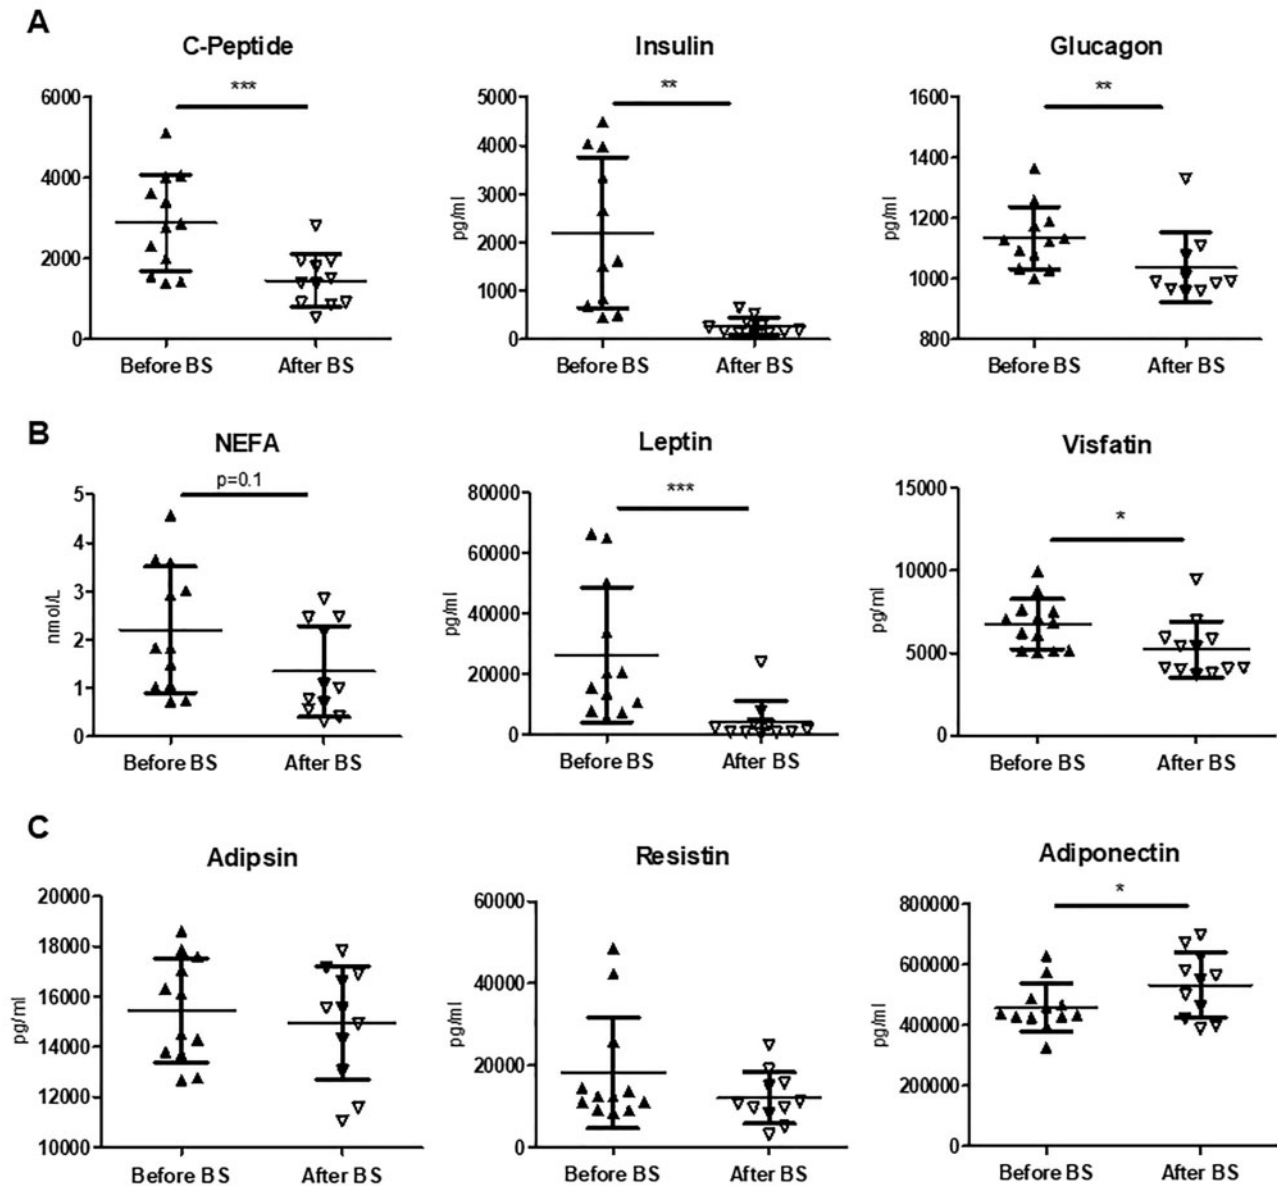 A
C-Peptide Insulin Glucagon
*** ** **
6000 5000 1600
4000 4000 1400
3000 1200
2000 2000 1000
1000
0 0 800
pg/ml pg/ml
Before BS After BS Before BS After BS Before BS After BS
B
NEFA Leptin Visfatin
p=0.1 *** *
5 80000 15000
4 60000
3 40000 10000
2 20000 5000
1
0 0 0
nmol/L pg/ml pg/ml
Before BS After BS Before BS After BS Before BS After BS
C
Adipsin Resistin Adiponectin
*
20000 60000 800000
18000 40000 600000
16000 400000
14000 20000 200000
12000
10000 0 0
pg/ml pg/ml pg/ml
Before BS After BS Before BS After BS Before BS After BS